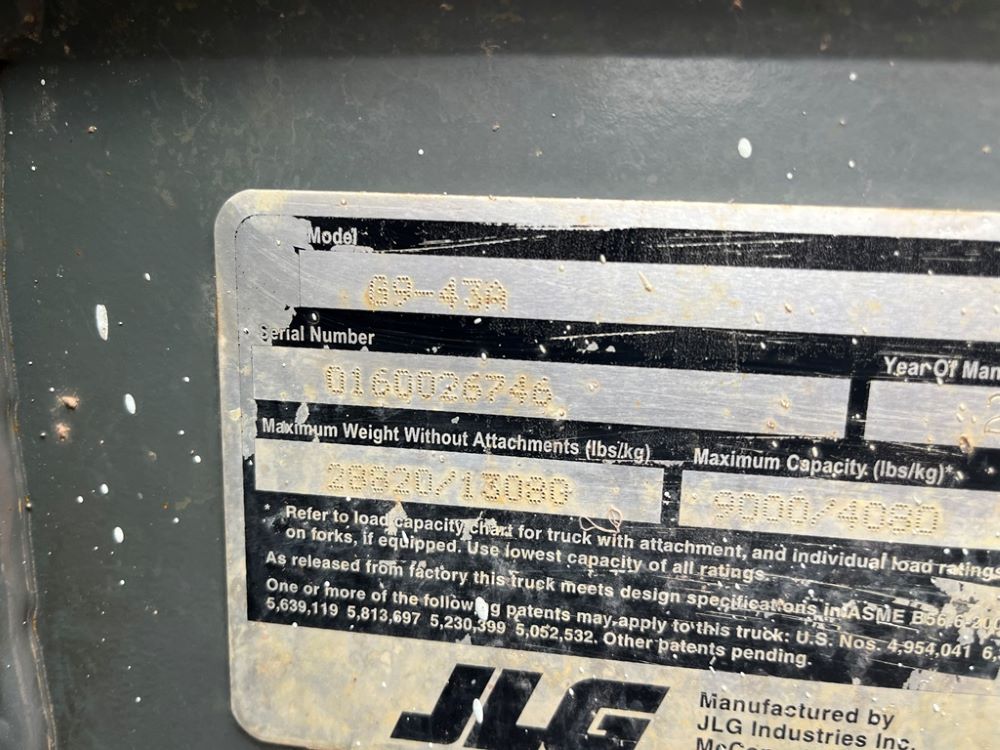 Model
G9-43A
Serial Number
0160026746
Year Of Man
2
Maximum Weight Without Attachments (lbs/kg)
Maximum Capacity (lbs/kg)*
28820/13080
9000/4080
* Refer to load capacity chart for truck with attachment, and individual load ratings
on forks, if equipped. Use lowest capacity of all ratings.
As released from factory this truck meets design specifications in ASME B56.6-200
One or more of the following patents may apply to this truck: U.S. Nos. 4,954,041 6,
5,639,119 5,813,697 5,230,399 5,052,532. Other patents pending.
JLG
Manufactured by
JLG Industries Inc.
McCon